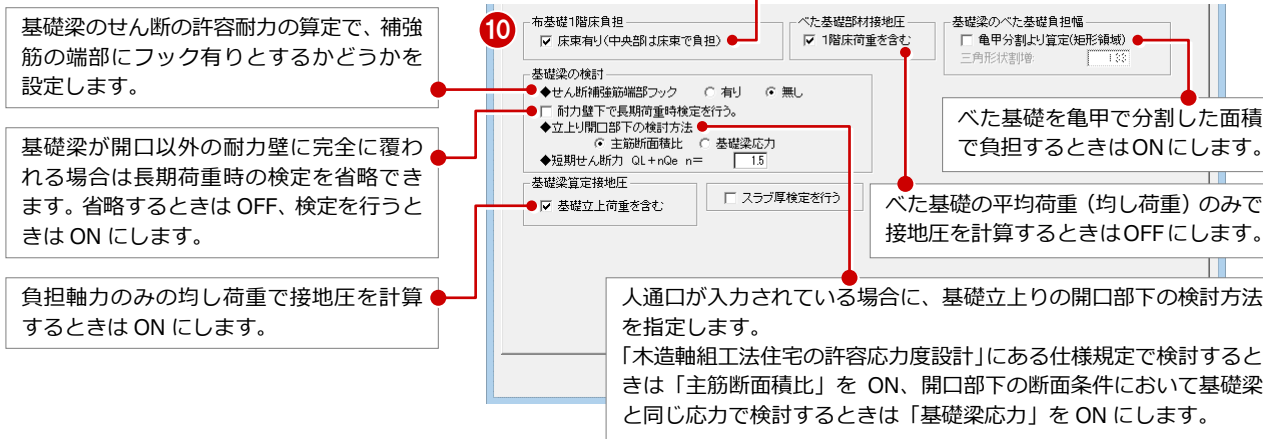 基礎梁のせん断の許容耐力の算定で、補強
筋の端部にフック有りとするかどうかを
設定します。
基礎梁が開口以外の耐力壁に完全に覆わ
れる場合は長期荷重時の検定を省略でき
ます。省略するときは OFF、検定を行うと
きは ON にします。
負担軸力のみの均し荷重で接地圧を計算
するときは ON にします。
10
布基礎1階床負担
床束有り(中央部は床束で負担)
べた基礎部材接地圧
1階床荷重を含む
基礎梁のべた基礎負担幅
亀甲分割より算定(矩形領域)
三角形状割増: 1.33
基礎梁の検討
◆せん断補強筋端部フック 有り 無し
耐力壁下で長期荷重時検定を行う。
◆立上り開口部下の検討方法
主筋断面積比 基礎梁応力
◆短期せん断力 QL+nQe n= 1.5
基礎梁算定接地圧
基礎立上荷重を含む
スラブ厚検定を行う
べた基礎を亀甲で分割した面積
で負担するときはONにします。
べた基礎の平均荷重（均し荷重）のみで
接地圧を計算するときはOFFにします。
人通口が入力されている場合に、基礎立上りの開口部下の検討方法
を指定します。
「木造軸組工法住宅の許容応力度設計」にある仕様規定で検討すると
きは「主筋断面積比」を ON、開口部下の断面条件において基礎梁
と同じ応力で検討するときは「基礎梁応力」を ON にします。